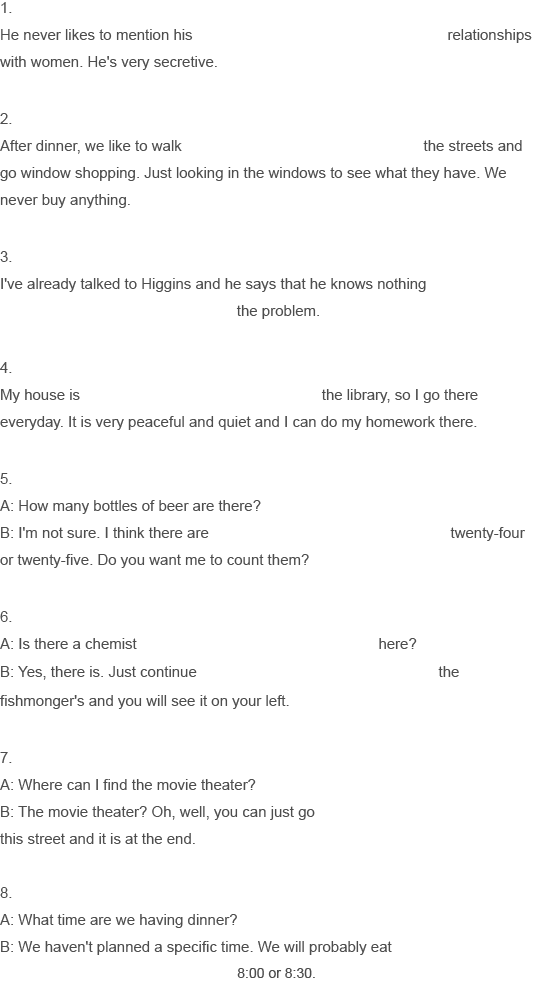 1.
He never likes to mention his relationships
with women. He's very secretive.
2.
After dinner, we like to walk the streets and
go window shopping. Just looking in the windows to see what they have. We
never buy anything.
3.
I've already talked to Higgins and he says that he knows nothing
the problem.
4.
My house is the library, so I go there
everyday. It is very peaceful and quiet and I can do my homework there.
5.
A: How many bottles of beer are there?
B: I'm not sure. I think there are twenty-four
or twenty-five. Do you want me to count them?
6.
A: Is there a chemist here?
B: Yes, there is. Just continue the
fishmonger's and you will see it on your left.
7.
A: Where can I find the movie theater?
B: The movie theater? Oh, well, you can just go
this street and it is at the end.
8.
A: What time are we having dinner?
B: We haven't planned a specific time. We will probably eat
8:00 or 8:30.